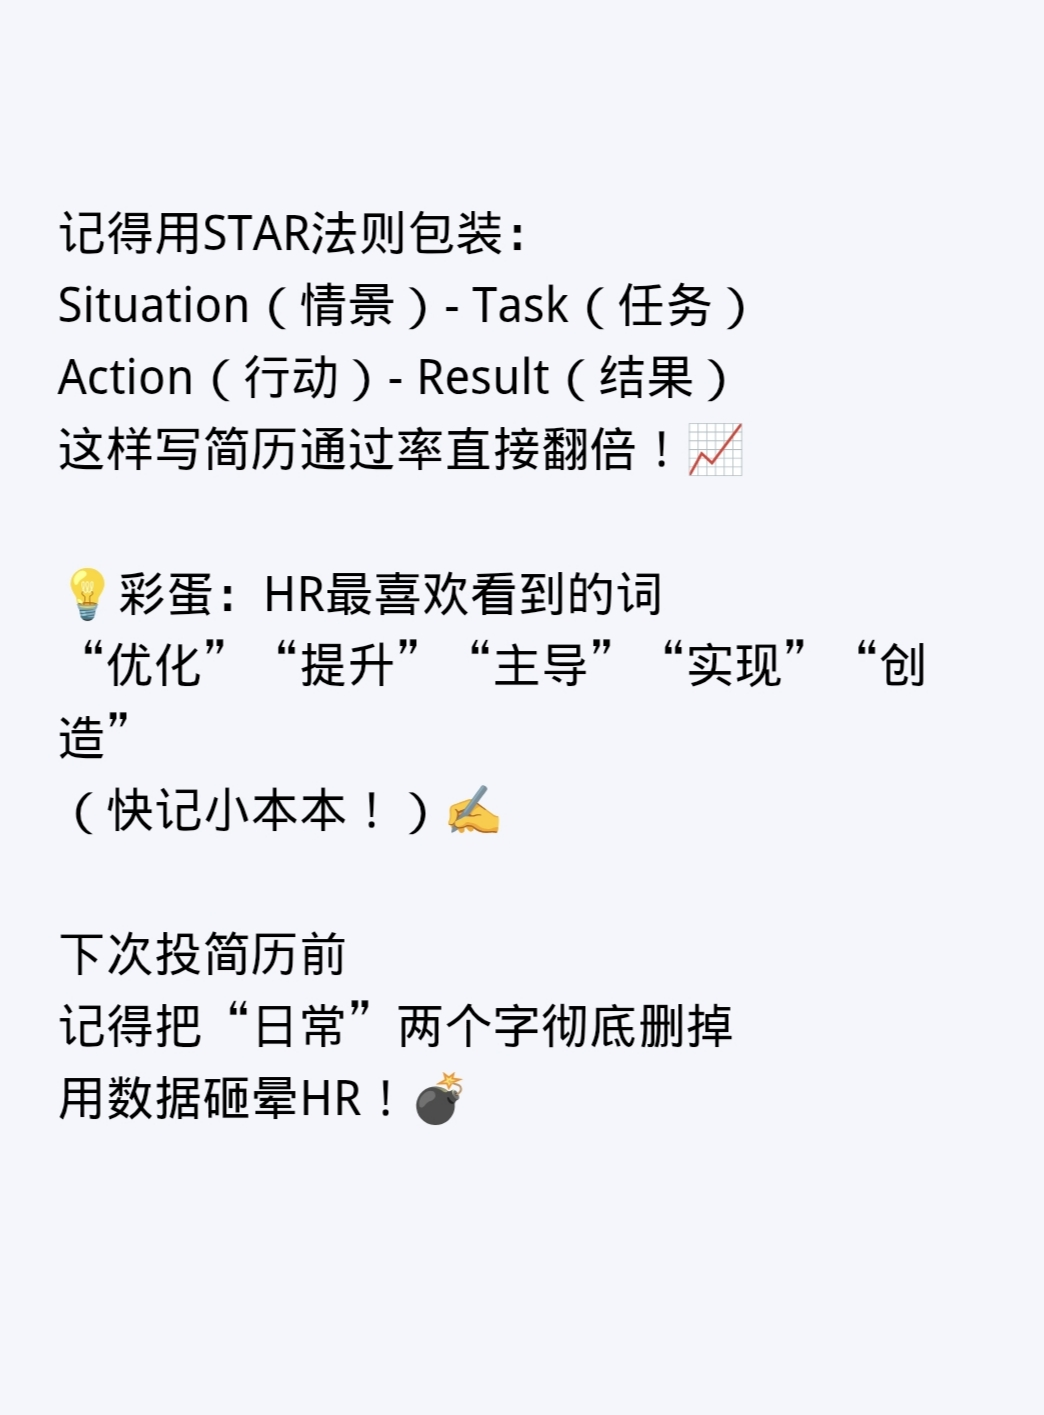 记得用STAR法则包装：
Situation（情景）- Task（任务）
Action（行动）- Result（结果）
这样写简历通过率直接翻倍！📈
💡彩蛋：HR最喜欢看到的词
“优化” “提升” “主导” “实现” “创
造”
（快记小本本！）✍️
下次投简历前
记得把“日常”两个字彻底删掉
用数据砸晕HR！💣